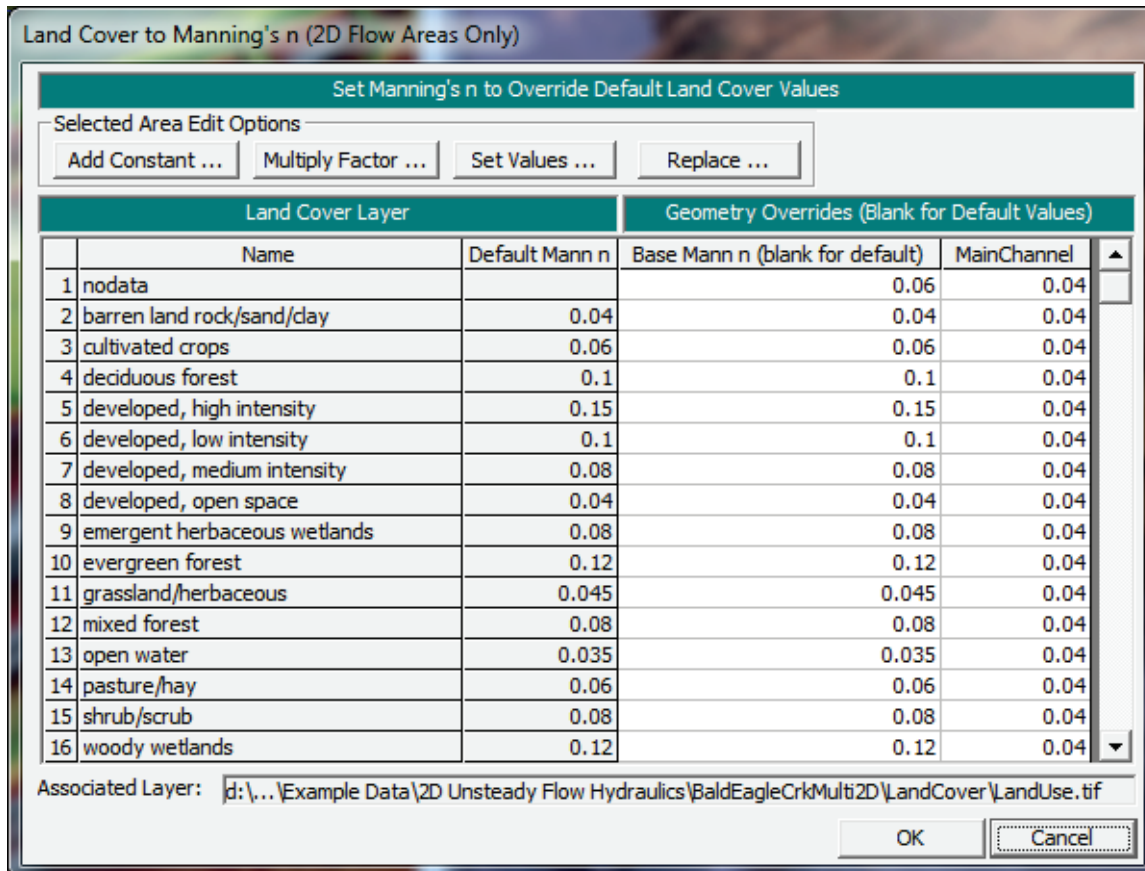 Land Cover to Manning's n (2D Flow Areas Only)
Set Manning's n to Override Default Land Cover Values
Selected Area Edit Options
Add Constant ... Multiply Factor ... Set Values ... Replace ...
Land Cover Layer Geometry Overrides (Blank for Default Values)
Name Default Mann n Base Mann n (blank for default) MainChannel
1 nodata 0.06 0.04
2 barren land rock/sand/clay 0.04 0.04 0.04
3 cultivated crops 0.06 0.06 0.04
4 deciduous forest 0.1 0.1 0.04
5 developed, high intensity 0.15 0.15 0.04
6 developed, low intensity 0.1 0.1 0.04
7 developed, medium intensity 0.08 0.08 0.04
8 developed, open space 0.04 0.04 0.04
9 emergent herbaceous wetlands 0.08 0.08 0.04
10 evergreen forest 0.12 0.12 0.04
11 grassland/herbaceous 0.045 0.045 0.04
12 mixed forest 0.08 0.08 0.04
13 open water 0.035 0.035 0.04
14 pasture/hay 0.06 0.06 0.04
15 shrub/scrub 0.08 0.08 0.04
16 woody wetlands 0.12 0.12 0.04
Associated Layer: d:\...\Example Data\2D Unsteady Flow Hydraulics\BaldEagleCrkMulti2D\LandCover\LandUse.tif
OK Cancel